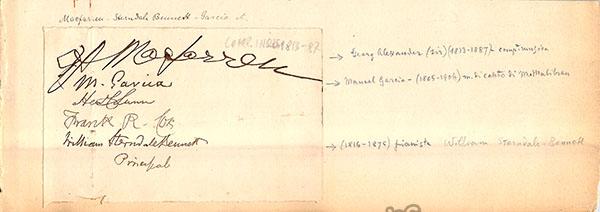 Macfarren - Sterndale Bennett - Garcia M.
COMP. INGLESE 1813-87
GA Macfarren → Georg Alexander (Sir) (1813-1887) compositore
M. Garcia → Manuel Garcia - (1805-1906) m. di canto di M. Malibran
Frank R. Cox
William Sterndale Bennett → (1816-1875) pianista William Sterndale-Bennett
Principal